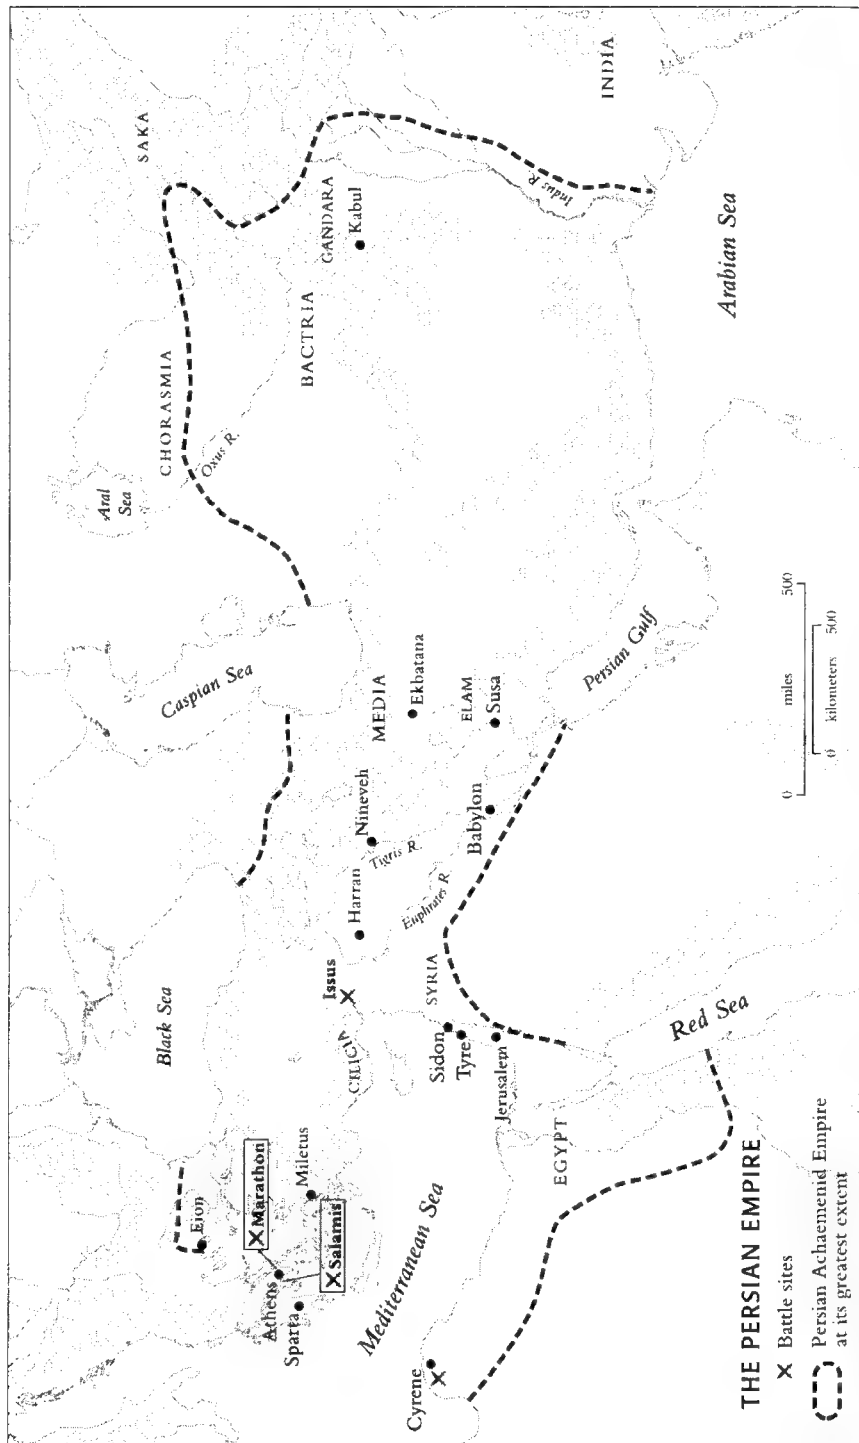 SAKA
INDIA
CHORASMIA
Aral
Sea
Oxus R.
BACTRIA
GANDARA
Kabul
Indus R.
Arabian Sea
Caspian Sea
MEDIA
Ekbatana
ELAM
Susa
Persian Gulf
Nineveh
Tigris R.
Harran
Euphrates R.
Babylon
Black Sea
Issus
CILICIA
SYRIA
Sidon
Tyre
Jerusalem
Red Sea
EGYPT
Eion
Marathon
Miletus
Salamis
Athens
Sparta
Mediterranean Sea
Cyrene
0 miles 500
0 kilometers 500
THE PERSIAN EMPIRE
Battle sites
Persian Achaemenid Empire
at its greatest extent